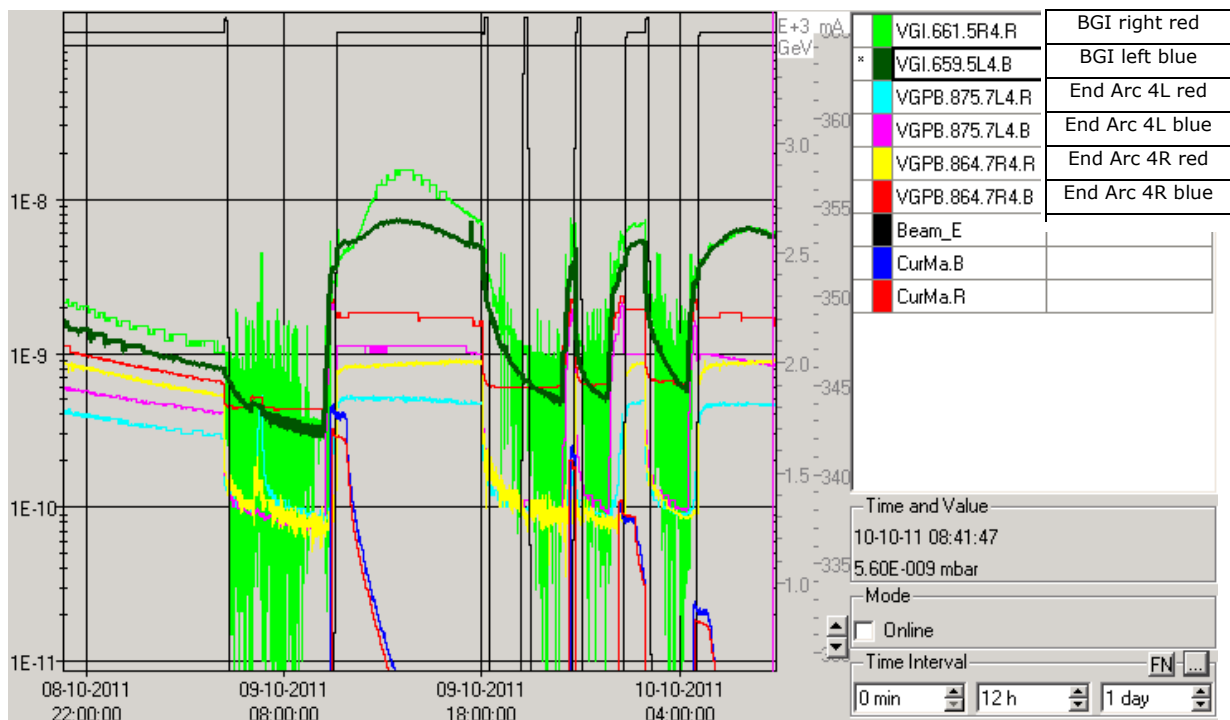 E+3 mA
GeV
1E-8
1E-9
1E-10
1E-11
3.0
2.5
2.0
1.5
1.0
-360
-355
-350
-345
-340
-335
08-10-2011
22:00:00
09-10-2011
08:00:00
09-10-2011
18:00:00
10-10-2011
04:00:00
VGI.661.5R4.R BGI right red
* VGI.659.5L4.B BGI left blue
VGPB.875.7L4.R End Arc 4L red
VGPB.875.7L4.B End Arc 4L blue
VGPB.864.7R4.R End Arc 4R red
VGPB.864.7R4.B End Arc 4R blue
Beam_E
CurMa.B
CurMa.R
Time and Value
10-10-11 08:41:47
5.60E-009 mbar
Mode
Online
Time Interval
FN ...
0 min 12 h 1 day